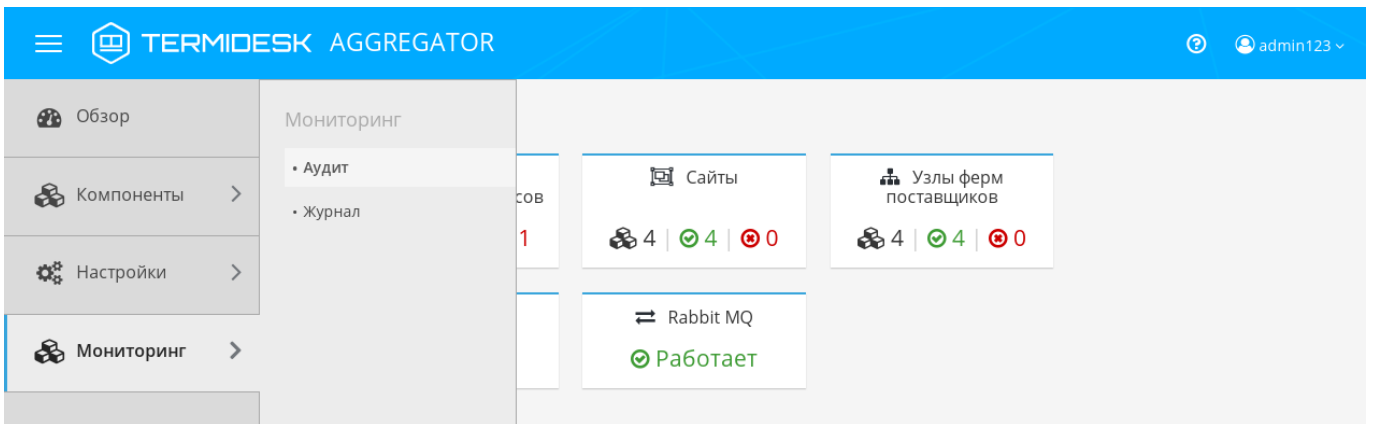 TERMIDESK AGGREGATOR
admin123
Обзор
Компоненты
Настройки
Мониторинг
Мониторинг
• Аудит
• Журнал
сов
1
Сайты
4 | 4 | 0
Узлы ферм
поставщиков
4 | 4 | 0
Rabbit MQ
Работает